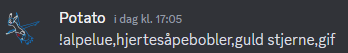 Potato i dag kl. 17:05
!alpelue,hjertesåpebobler,guld stjerne,gif